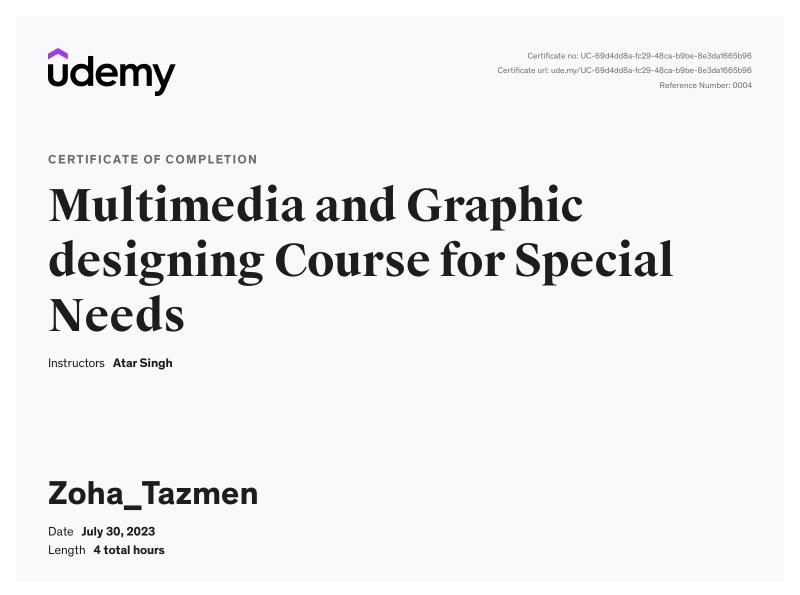 udemy
Certificate no: UC-69d4dd8a-fc29-48ca-b9be-8e3da1665b96
Certificate url: ude.my/UC-69d4dd8a-fc29-48ca-b9be-8e3da1665b96
Reference Number: 0004
CERTIFICATE OF COMPLETION
Multimedia and Graphic
designing Course for Special
Needs
Instructors Atar Singh
Zoha_Tazmen
Date July 30, 2023
Length 4 total hours